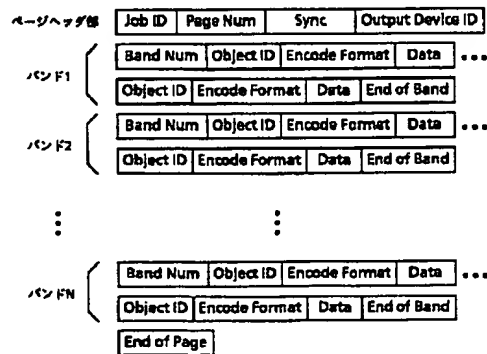 ページヘッダ部 Job ID Page Num Sync Output Device ID
バンド1 Band Num Object ID Encode Format Data •••
Object ID Encode Format Data End of Band
バンド2 Band Num Object ID Encode Format Data •••
Object ID Encode Format Data End of Band
バンドN Band Num Object ID Encode Format Data •••
Object ID Encode Format Data End of Band
End of Page